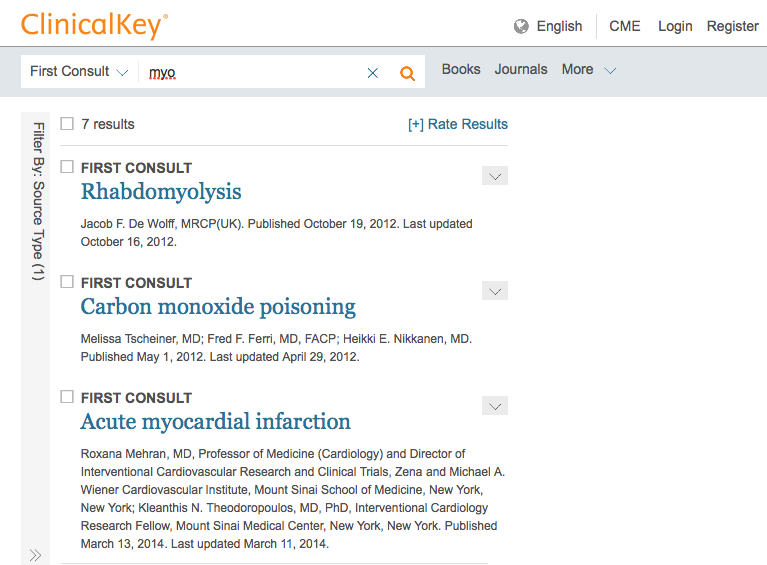 ClinicalKey®
English CME Login Register
First Consult myo Books Journals More
Filter By: Source Type (1)
7 results [+] Rate Results
FIRST CONSULT
Rhabdomyolysis
Jacob F. De Wolff, MRCP(UK). Published October 19, 2012. Last updated
October 16, 2012.
FIRST CONSULT
Carbon monoxide poisoning
Melissa Tscheiner, MD; Fred F. Ferri, MD, FACP; Heikki E. Nikkanen, MD.
Published May 1, 2012. Last updated April 29, 2012.
FIRST CONSULT
Acute myocardial infarction
Roxana Mehran, MD, Professor of Medicine (Cardiology) and Director of
Interventional Cardiovascular Research and Clinical Trials, Zena and Michael A.
Wiener Cardiovascular Institute, Mount Sinai School of Medicine, New York,
New York; Kleanthis N. Theodoropoulos, MD, PhD, Interventional Cardiology
Research Fellow, Mount Sinai Medical Center, New York, New York. Published
March 13, 2014. Last updated March 11, 2014.